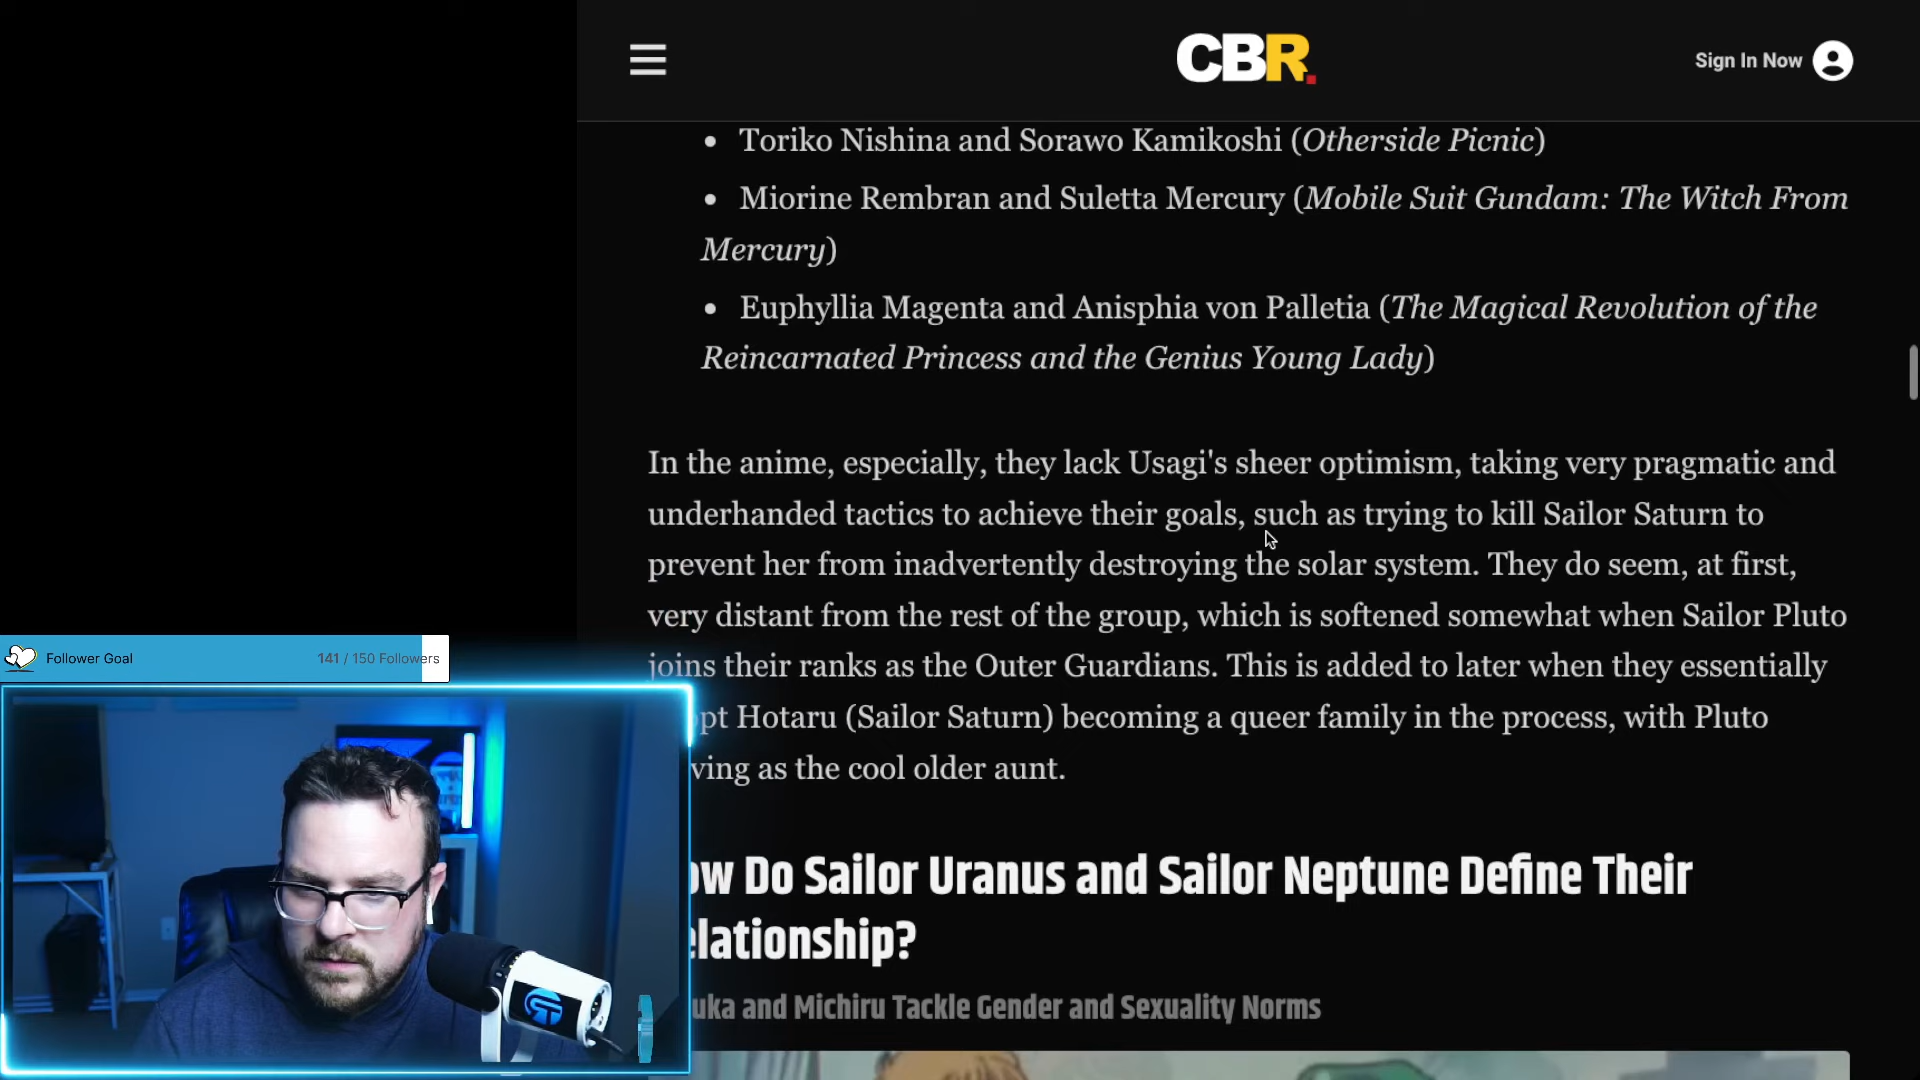 CBR.
Sign In Now
• Toriko Nishina and Sorawo Kamikoshi (Otherside Picnic)
• Miorine Rembran and Suletta Mercury (Mobile Suit Gundam: The Witch From
Mercury)
• Euphyllia Magenta and Anisphia von Palletia (The Magical Revolution of the
Reincarnated Princess and the Genius Young Lady)
In the anime, especially, they lack Usagi's sheer optimism, taking very pragmatic and
underhanded tactics to achieve their goals, such as trying to kill Sailor Saturn to
prevent her from inadvertently destroying the solar system. They do seem, at first,
very distant from the rest of the group, which is softened somewhat when Sailor Pluto
joins their ranks as the Outer Guardians. This is added to later when they essentially
pt Hotaru (Sailor Saturn) becoming a queer family in the process, with Pluto
ving as the cool older aunt.
ow Do Sailor Uranus and Sailor Neptune Define Their
elationship?
uka and Michiru Tackle Gender and Sexuality Norms
Follower Goal
141 / 150 Followers